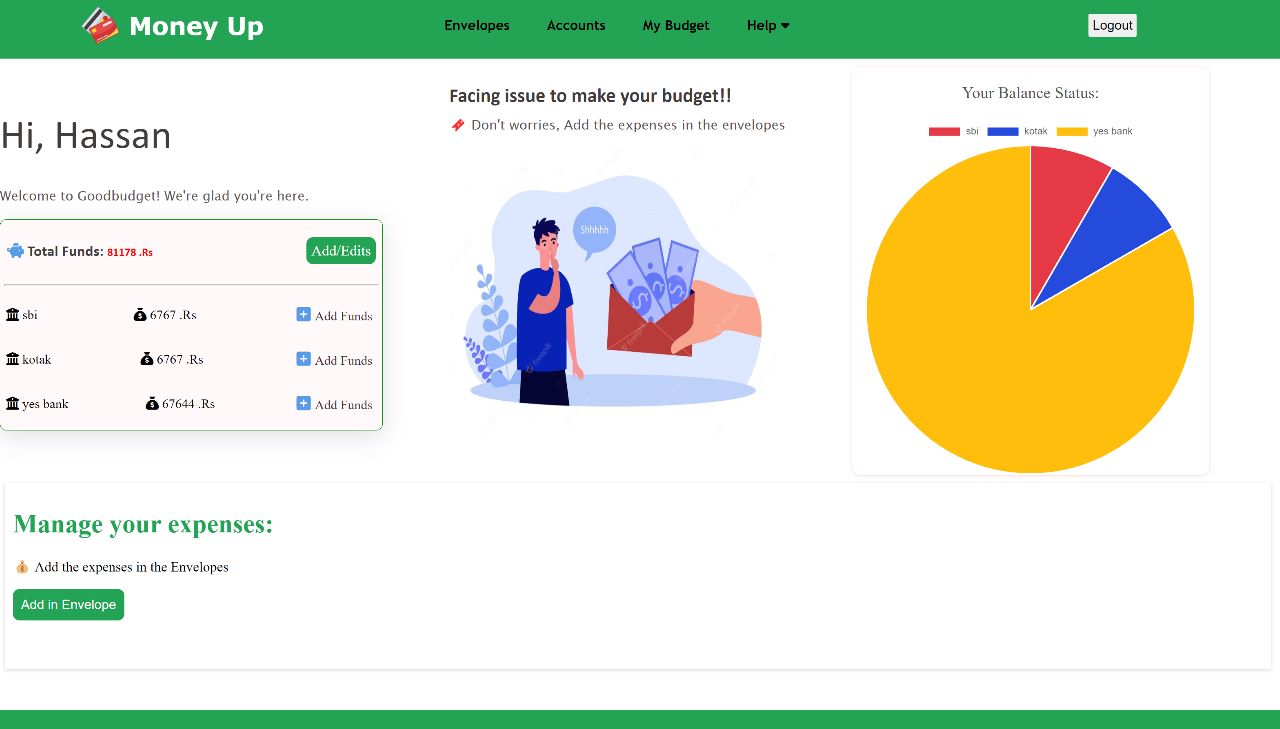 Money Up
Envelopes Accounts My Budget Help
Logout
Hi, Hassan
Welcome to Goodbudget! We're glad you're here.
Total Funds: 81178 .Rs Add/Edits
sbi 6767 .Rs Add Funds
kotak 6767 .Rs Add Funds
yes bank 67644 .Rs Add Funds
Facing issue to make your budget!!
Don't worries, Add the expenses in the envelopes
Shhhhh
freepik
freepik
freepik
Your Balance Status:
sbi kotak yes bank
Manage your expenses:
Add the expenses in the Envelopes
Add in Envelope